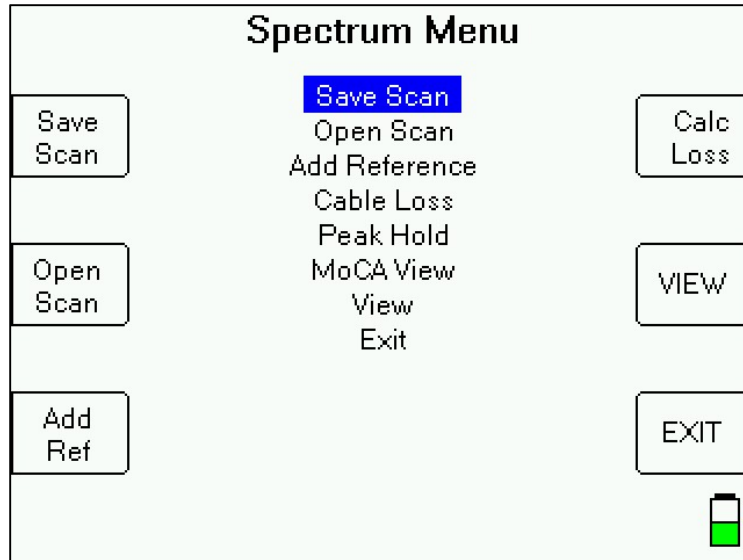 Spectrum Menu
Save
Scan
Open
Scan
Add
Ref
Save Scan
Open Scan
Add Reference
Cable Loss
Peak Hold
MoCA View
View
Exit
Calc
Loss
VIEW
EXIT